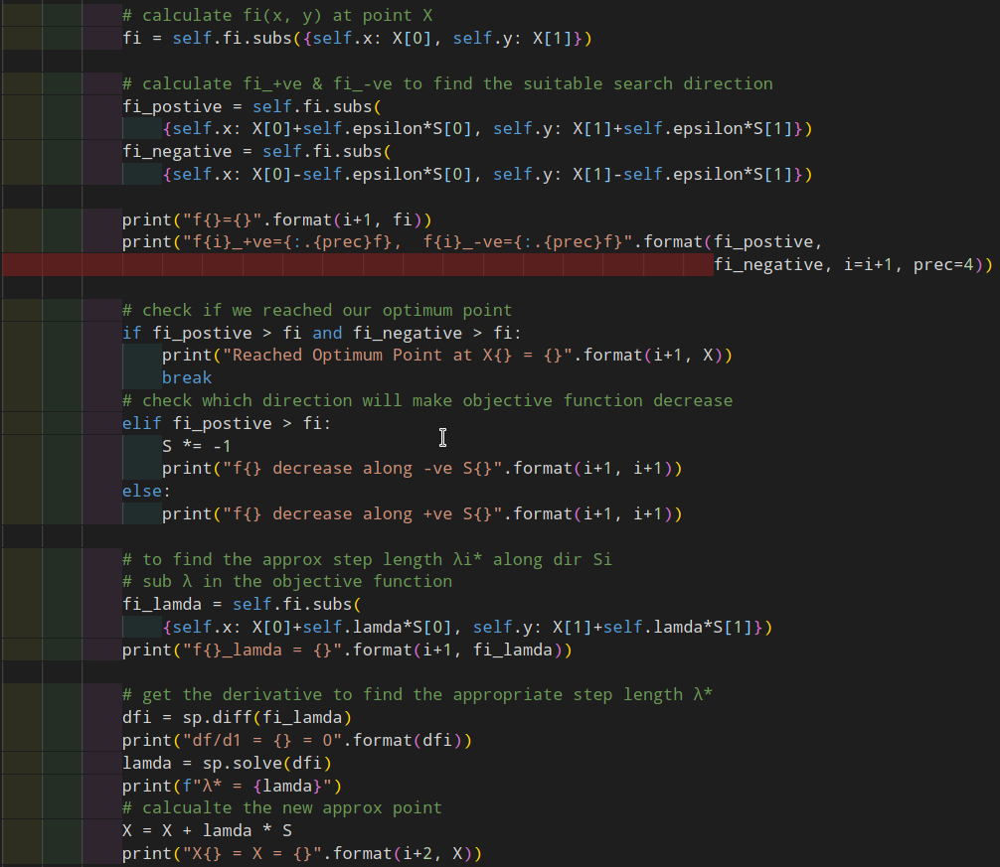 # calculate fi(x, y) at point X
fi = self.fi.subs({self.x: X[0], self.y: X[1]})
# calculate fi_+ve & fi_-ve to find the suitable search direction
fi_postive = self.fi.subs(
{self.x: X[0]+self.epsilon*S[0], self.y: X[1]+self.epsilon*S[1]})
fi_negative = self.fi.subs(
{self.x: X[0]-self.epsilon*S[0], self.y: X[1]-self.epsilon*S[1]})
print("f{}={}".format(i+1, fi))
print("f{i}_+ve={:.{prec}f},  f{i}_-ve={:.{prec}f}".format(fi_postive,
fi_negative, i=i+1, prec=4))
# check if we reached our optimum point
if fi_postive > fi and fi_negative > fi:
print("Reached Optimum Point at X{} = {}".format(i+1, X))
break
# check which direction will make objective function decrease
elif fi_postive > fi:
S *= -1
print("f{} decrease along -ve S{}".format(i+1, i+1))
else:
print("f{} decrease along +ve S{}".format(i+1, i+1))
# to find the approx step length λi* along dir Si
# sub λ in the objective function
fi_lamda = self.fi.subs(
{self.x: X[0]+self.lamda*S[0], self.y: X[1]+self.lamda*S[1]})
print("f{}_lamda = {}".format(i+1, fi_lamda))
# get the derivative to find the appropriate step length λ*
dfi = sp.diff(fi_lamda)
print("df/d1 = {} = 0".format(dfi))
lamda = sp.solve(dfi)
print(f"λ* = {lamda}")
# calcualte the new approx point
X = X + lamda * S
print("X{} = X = {}".format(i+2, X))